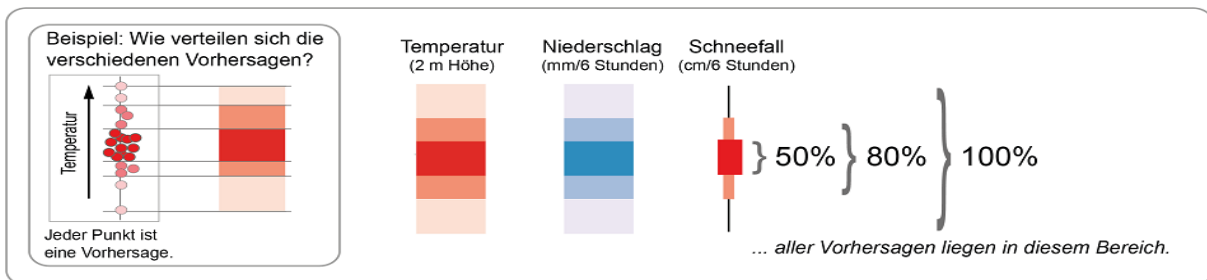 Beispiel: Wie verteilen sich die
verschiedenen Vorhersagen?
Temperatur
Jeder Punkt ist
eine Vorhersage.
Temperatur
(2 m Höhe)
Niederschlag
(mm/6 Stunden)
Schneefall
(cm/6 Stunden)
50%
80%
100%
... aller Vorhersagen liegen in diesem Bereich.